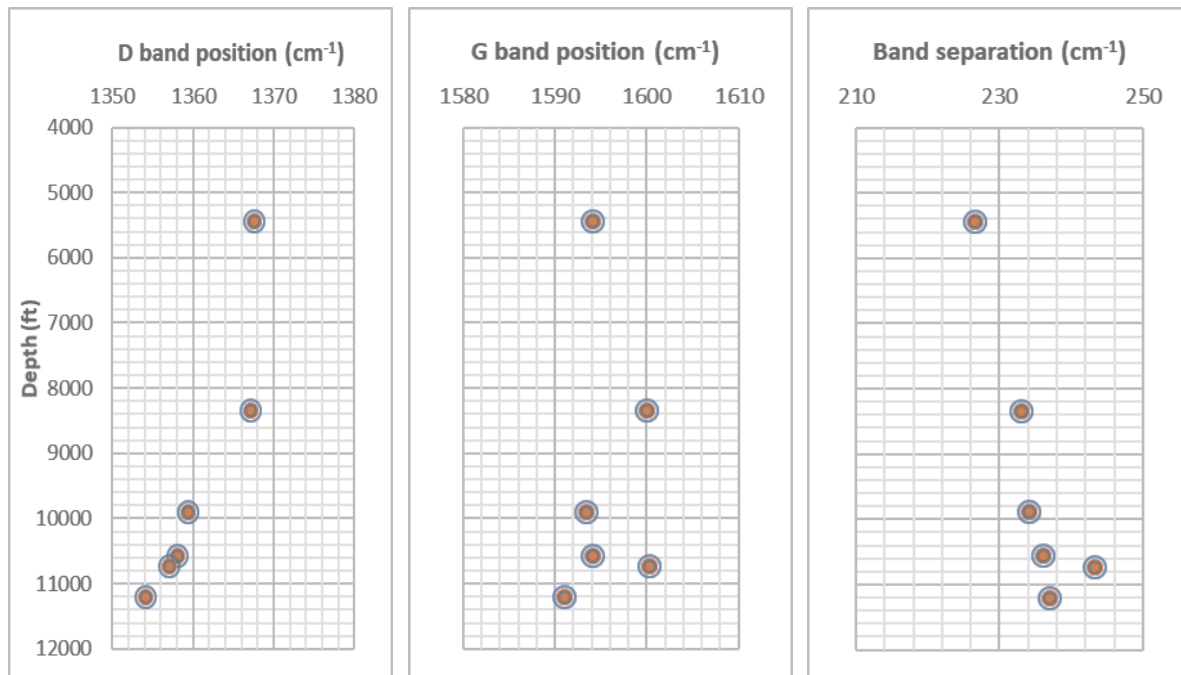 D band position (cm-1)
1350 1360 1370 1380
4000
5000
6000
7000
8000
9000
10000
11000
12000
Depth (ft)
G band position (cm-1)
1580 1590 1600 1610
Band separation (cm-1)
210 230 250